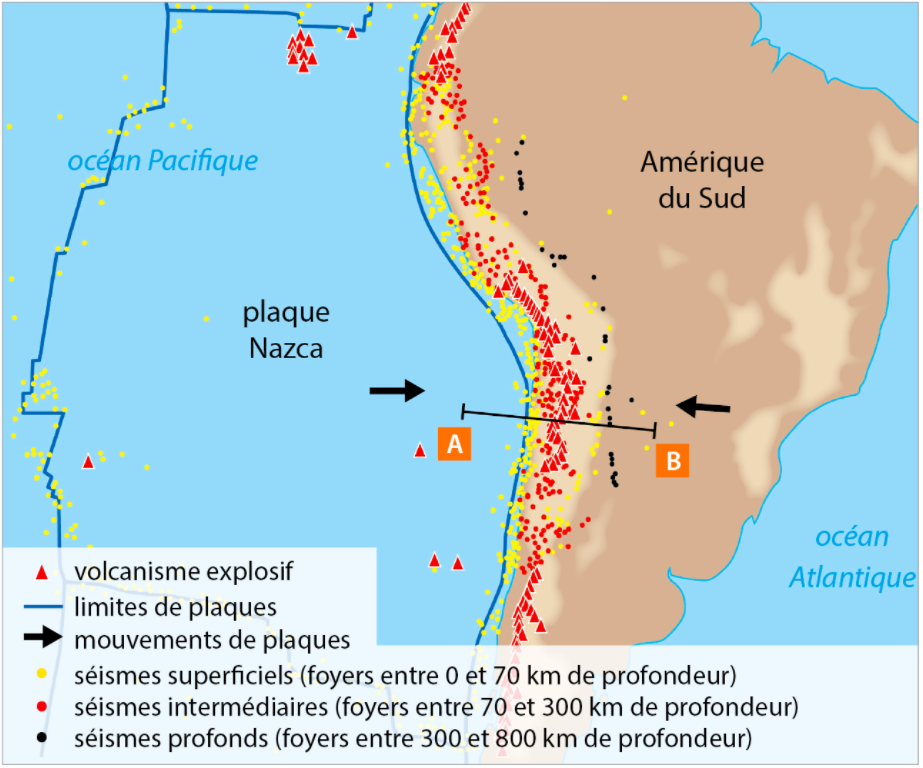 océan Pacifique
Amérique
du Sud
plaque
Nazca
A
B
océan
Atlantique
volcanisme explosif
limites de plaques
mouvements de plaques
séismes superficiels (foyers entre 0 et 70 km de profondeur)
séismes intermédiaires (foyers entre 70 et 300 km de profondeur)
séismes profonds (foyers entre 300 et 800 km de profondeur)